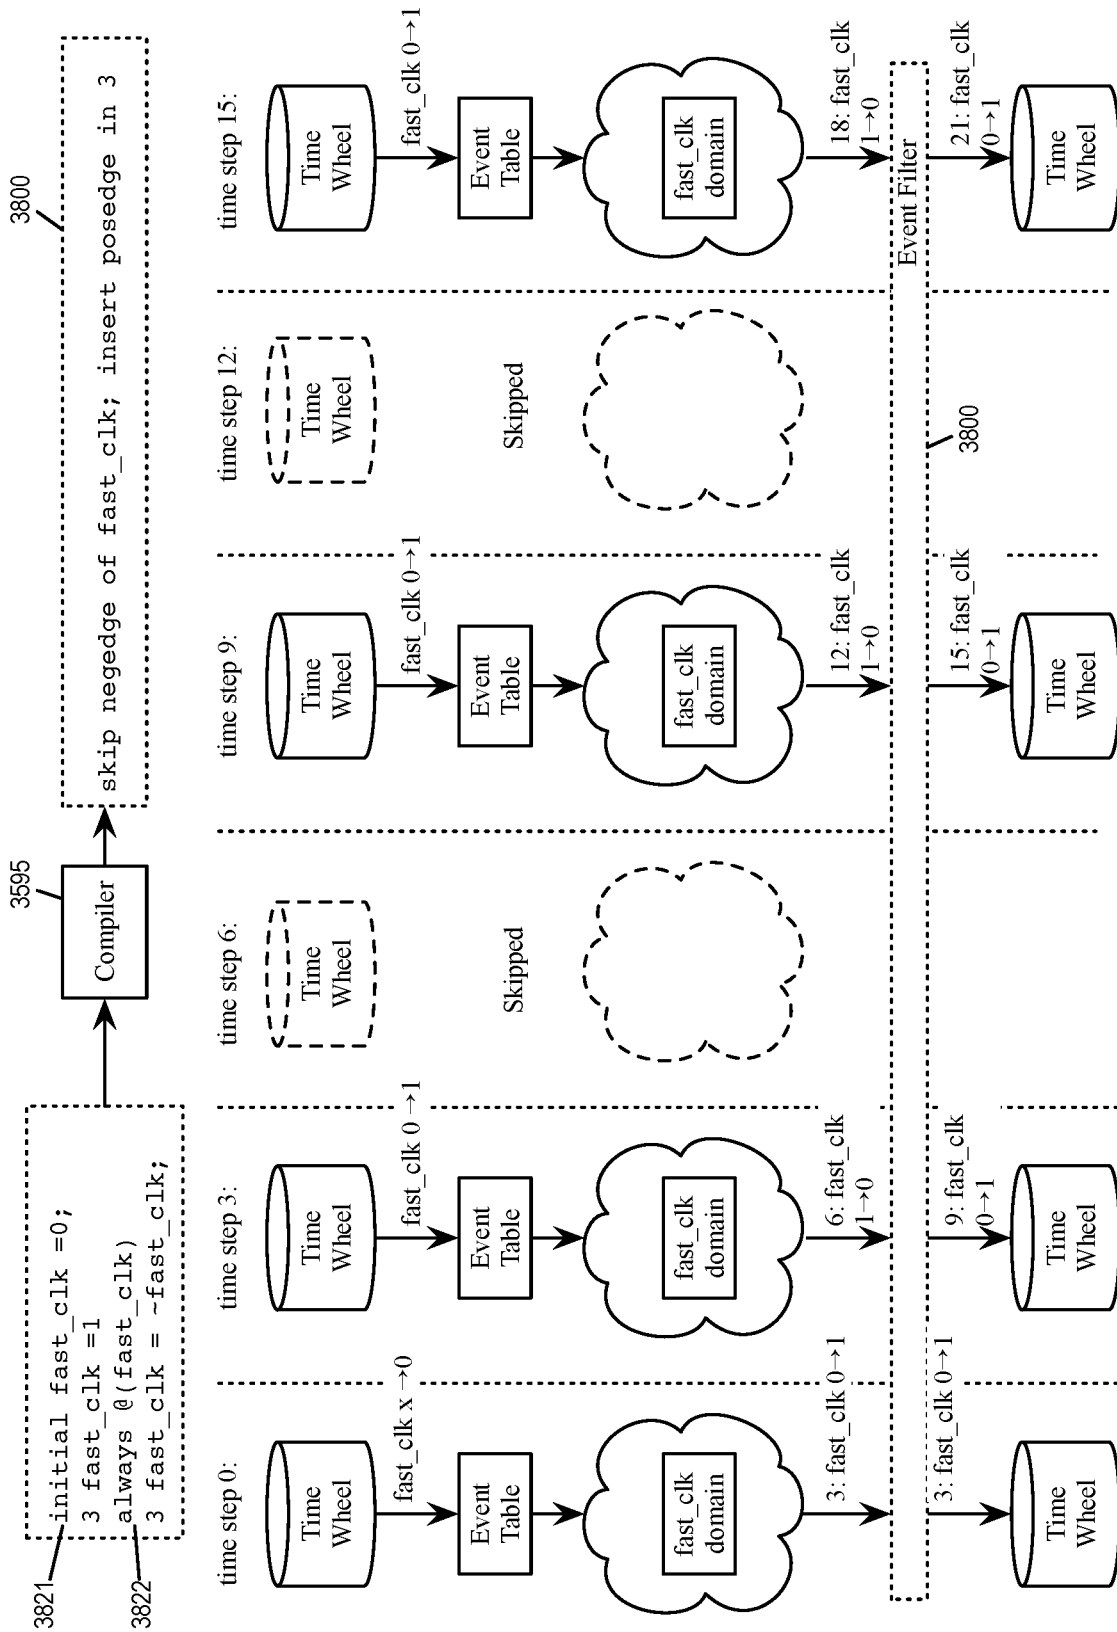 3821
initial fast_clk =0;
3 fast_clk =1
always @(fast_clk)
3 fast_clk = ~fast_clk;
3822
3595
Compiler
3800
skip negedge of fast_clk; insert posedge in 3
time step 0:
Time
Wheel
fast_clk x→0
Event
Table
fast_clk
domain
3: fast_clk 0→1
3: fast_clk 0→1
Time
Wheel
time step 3:
Time
Wheel
fast_clk 0→1
Event
Table
fast_clk
domain
6: fast_clk
1→0
9: fast_clk
0→1
Time
Wheel
time step 6:
Time
Wheel
Skipped
time step 9:
Time
Wheel
fast_clk 0→1
Event
Table
fast_clk
domain
12: fast_clk
1→0
15: fast_clk
0→1
Time
Wheel
time step 12:
Time
Wheel
Skipped
3800
time step 15:
Time
Wheel
fast_clk 0→1
Event
Table
fast_clk
domain
18: fast_clk
1→0
Event Filter
21: fast_clk
0→1
Time
Wheel